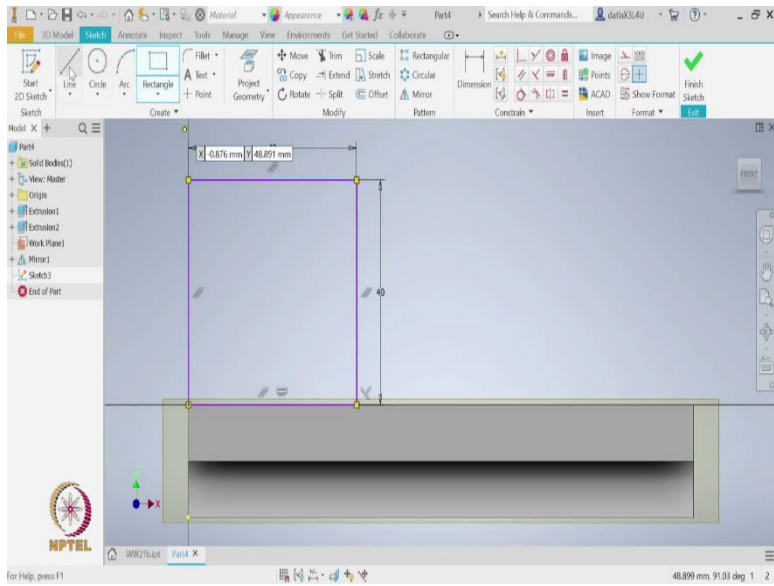 Material Appearance fx Part4 Search Help & Commands... datlaX3L4U
File 3D Model Sketch Annotate Inspect Tools Manage View Environments Get Started Collaborate
Start 2D Sketch Line Circle Arc Rectangle Fillet Text Point Project Geometry Move Copy Rotate Trim Extend Split Scale Stretch Offset Rectangular Circular Mirror Dimension Image Points ACAD Show Format Finish Sketch
Sketch Create Modify Pattern Constrain Insert Format Exit
Model X +
Part4
Solid Bodies(1)
View: Master
Origin
Extrusion1
Extrusion2
Work Plane1
Mirror1
Sketch3
End of Part
X -0.876 mm Y 48.891 mm
40
FRONT
X
NPTEL
WBQ1b.ipt Part4 X
For Help, press F1 48.899 mm, 91.03 deg 1 2